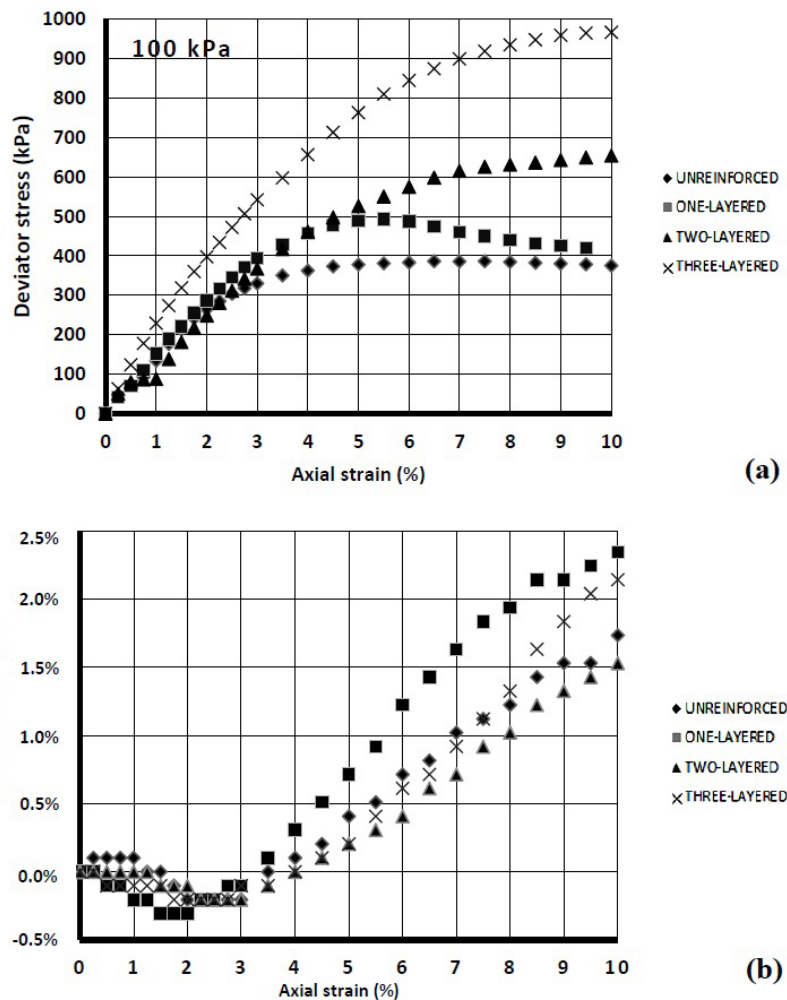 100 kPa
1000
900
800
700
600
500
400
300
200
100
0
Deviator stress (kPa)
0 1 2 3 4 5 6 7 8 9 10
Axial strain (%)
UNREINFORCED
ONE-LAYERED
TWO-LAYERED
THREE-LAYERED
(a)
2.5%
2.0%
1.5%
1.0%
0.5%
0.0%
-0.5%
0 1 2 3 4 5 6 7 8 9 10
Axial strain (%)
UNREINFORCED
ONE-LAYERED
TWO-LAYERED
THREE-LAYERED
(b)